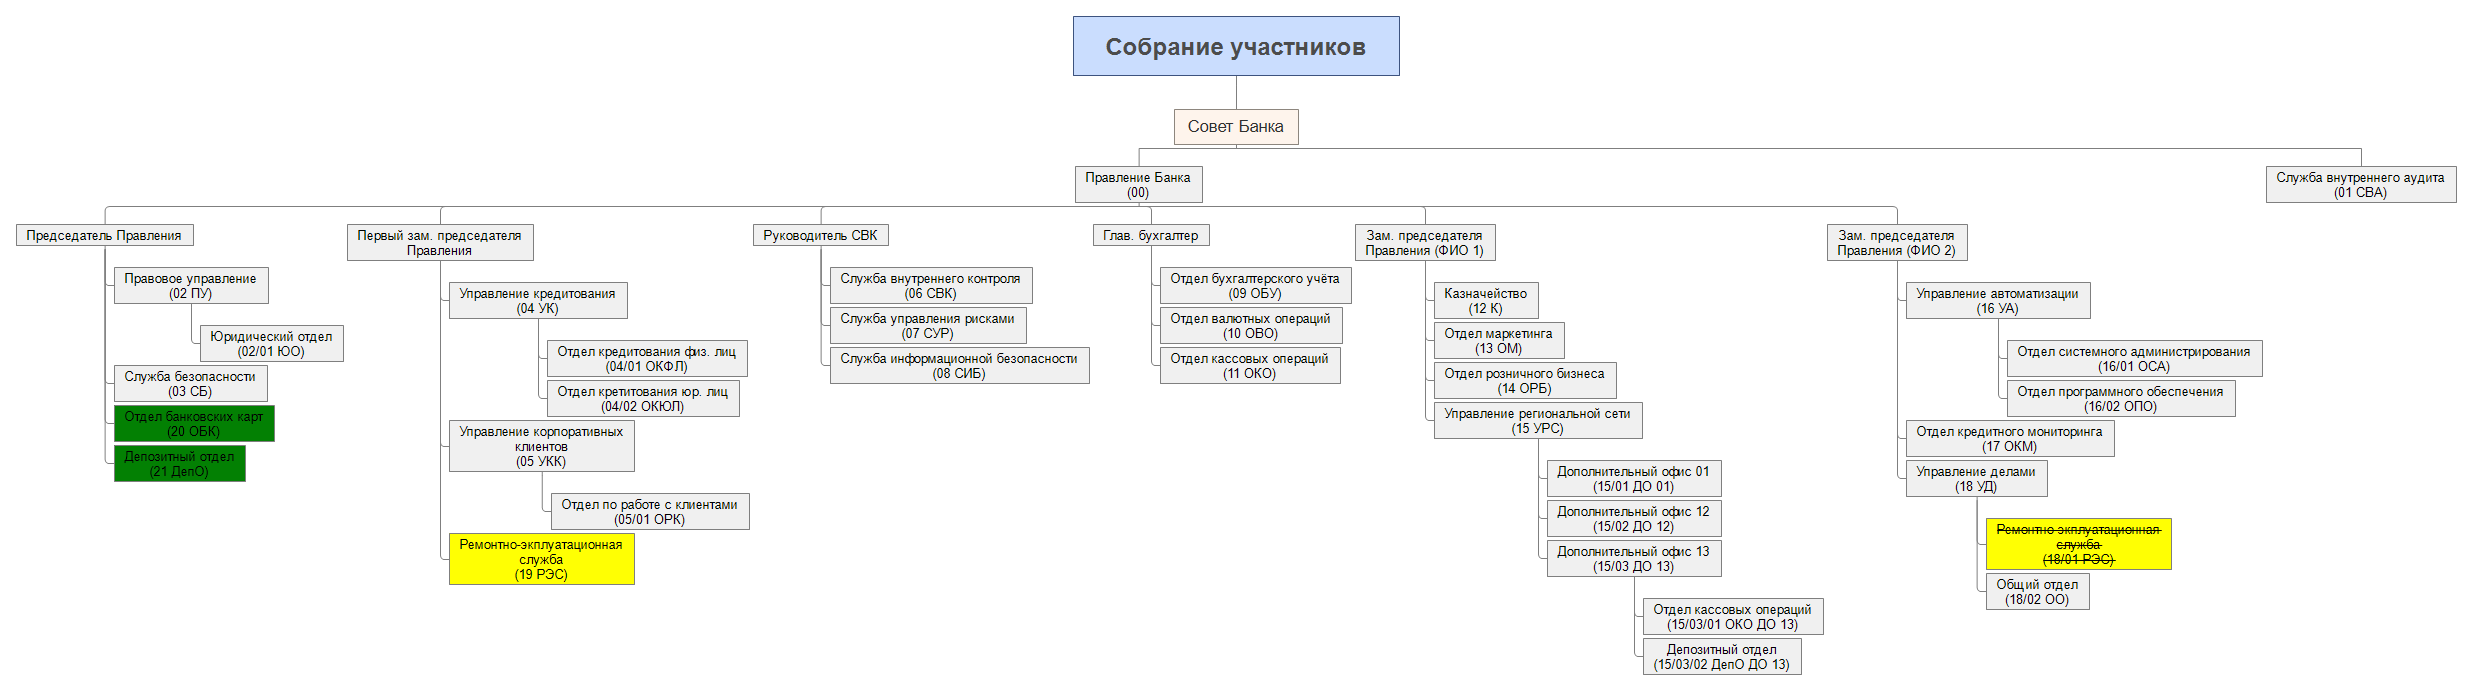 Собрание участников
Совет Банка
Правление Банка
(00)
Служба внутреннего аудита
(01 СВА)
Председатель Правления
Правовое управление
(02 ПУ)
Юридический отдел
(02/01 ЮО)
Служба безопасности
(03 СБ)
Отдел банковских карт
(20 ОБК)
Депозитный отдел
(21 ДепО)
Первый зам. председателя
Правления
Управление кредитования
(04 УК)
Отдел кредитования физ. лиц
(04/01 ОКФЛ)
Отдел кретитования юр. лиц
(04/02 ОКЮЛ)
Управление корпоративных
клиентов
(05 УКК)
Отдел по работе с клиентами
(05/01 ОРК)
Ремонтно-экплуатационная
служба
(19 РЭС)
Руководитель СВК
Служба внутреннего контроля
(06 СВК)
Служба управления рисками
(07 СУР)
Служба информационной безопасности
(08 СИБ)
Глав. бухгалтер
Отдел бухгалтерского учёта
(09 ОБУ)
Отдел валютных операций
(10 ОВО)
Отдел кассовых операций
(11 ОКО)
Зам. председателя
Правления (ФИО 1)
Казначейство
(12 К)
Отдел маркетинга
(13 ОМ)
Отдел розничного бизнеса
(14 ОРБ)
Управление региональной сети
(15 УРС)
Дополнительный офис 01
(15/01 ДО 01)
Дополнительный офис 12
(15/02 ДО 12)
Дополнительный офис 13
(15/03 ДО 13)
Отдел кассовых операций
(15/03/01 ОКО ДО 13)
Депозитный отдел
(15/03/02 ДепО ДО 13)
Зам. председателя
Правления (ФИО 2)
Управление автоматизации
(16 УА)
Отдел системного администрирования
(16/01 ОСА)
Отдел программного обеспечения
(16/02 ОПО)
Отдел кредитного мониторинга
(17 ОКМ)
Управление делами
(18 УД)
Ремонтно-экплуатационная
служба
(18/01 РЭС)
Общий отдел
(18/02 ОО)